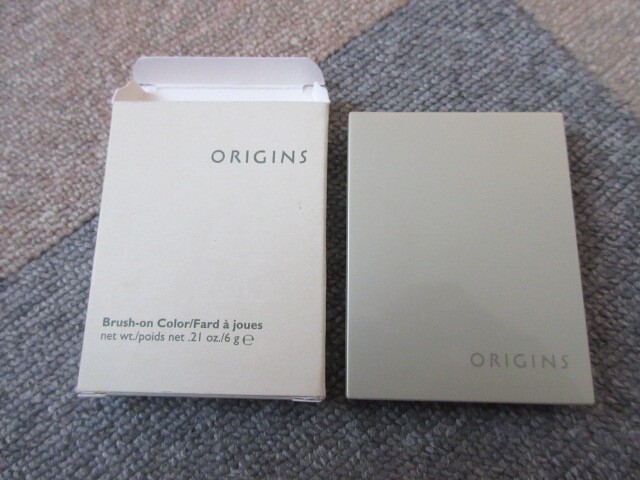 ORIGINS
Brush-on Color/Fard à joues
net wt./poids net .21 oz./6 g ℮
ORIGINS